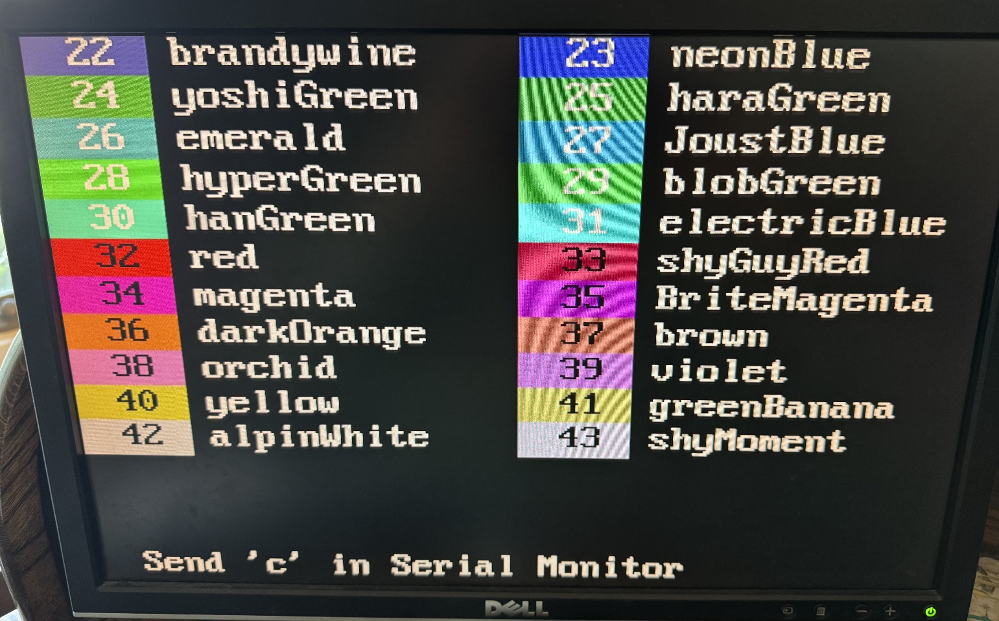 22 brandywine 23 neonBlue
24 yoshiGreen 25 haraGreen
26 emerald 27 JoustBlue
28 hyperGreen 29 blobGreen
30 hanGreen 31 electricBlue
32 red 33 shyGuyRed
34 magenta 35 BriteMagenta
36 darkOrange 37 brown
38 orchid 39 violet
40 yellow 41 greenBanana
42 alpinWhite 43 shyMoment
Send 'c' in Serial Monitor
DELL